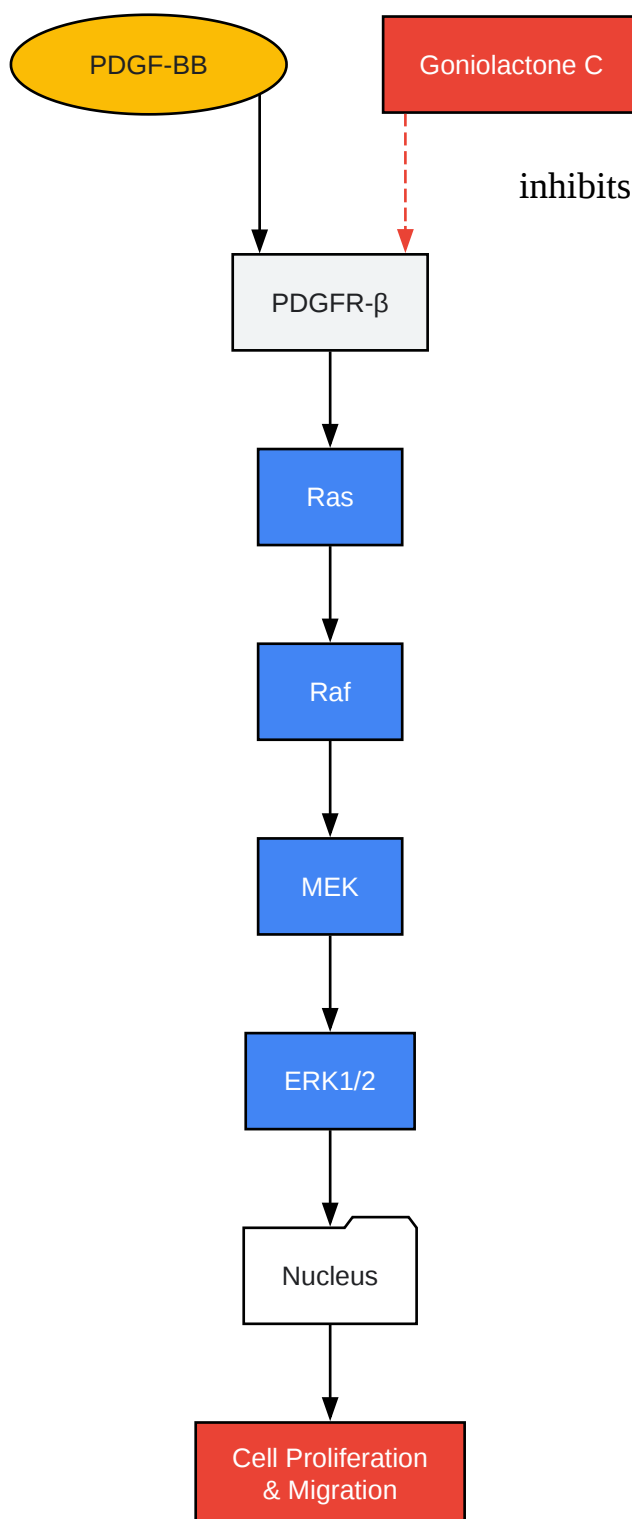 PDGF-BB
Goniolactone C
inhibits
PDGFR-β
Ras
Raf
MEK
ERK1/2
Nucleus
Cell Proliferation
& Migration